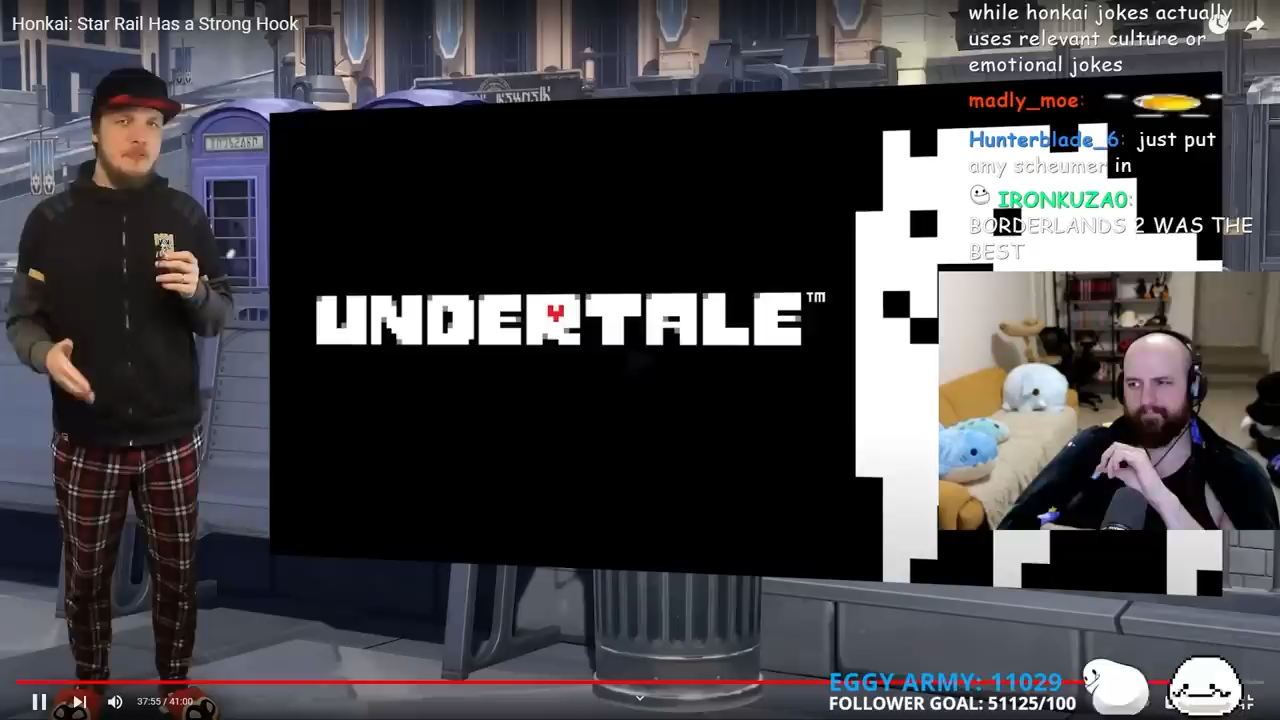 Honkai: Star Rail Has a Strong Hook
while honkai jokes actually
uses relevant culture or
emotional jokes
madly_moe:
Hunterblade_6: just put
amy scheumer in
IRONKUZA0:
BORDERLANDS 2 WAS THE
BEST
UNDERTALE™
37:55 / 41:00
EGGY ARMY: 11029
FOLLOWER GOAL: 51125/100